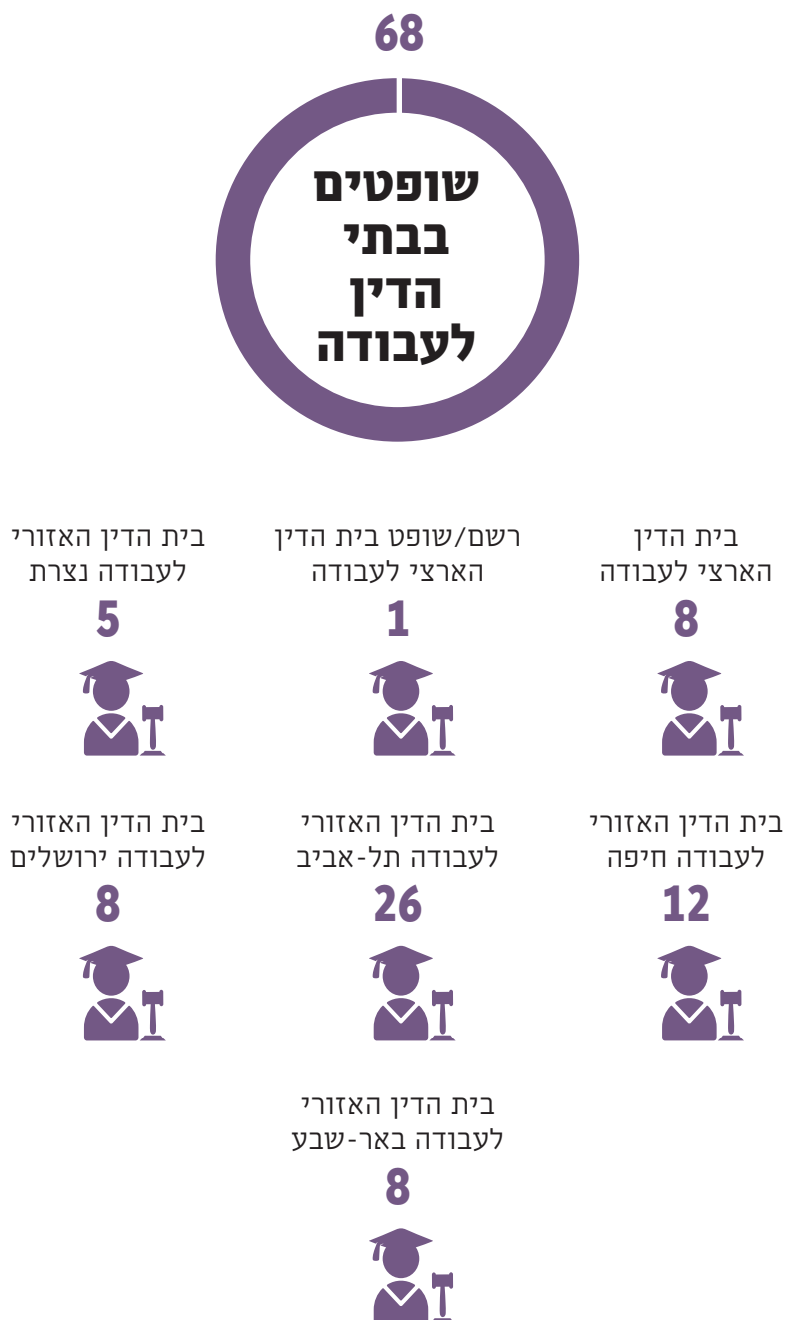 68
שופטים
בבתי
הדין
לעבודה
בית הדין
הארצי לעבודה
8
רשם/שופט בית הדין
הארצי לעבודה
1
בית הדין האזורי
לעבודה נצרת
5
בית הדין האזורי
לעבודה חיפה
12
בית הדין האזורי
לעבודה תל-אביב
26
בית הדין האזורי
לעבודה ירושלים
8
בית הדין האזורי
לעבודה באר-שבע
8